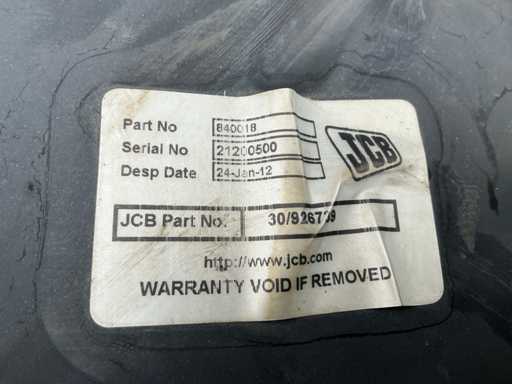 Part No 840018
JCB
Serial No 21200500
Desp Date 24-Jan-12
JCB Part No. 30/926739
http://www.jcb.com
WARRANTY VOID IF REMOVED